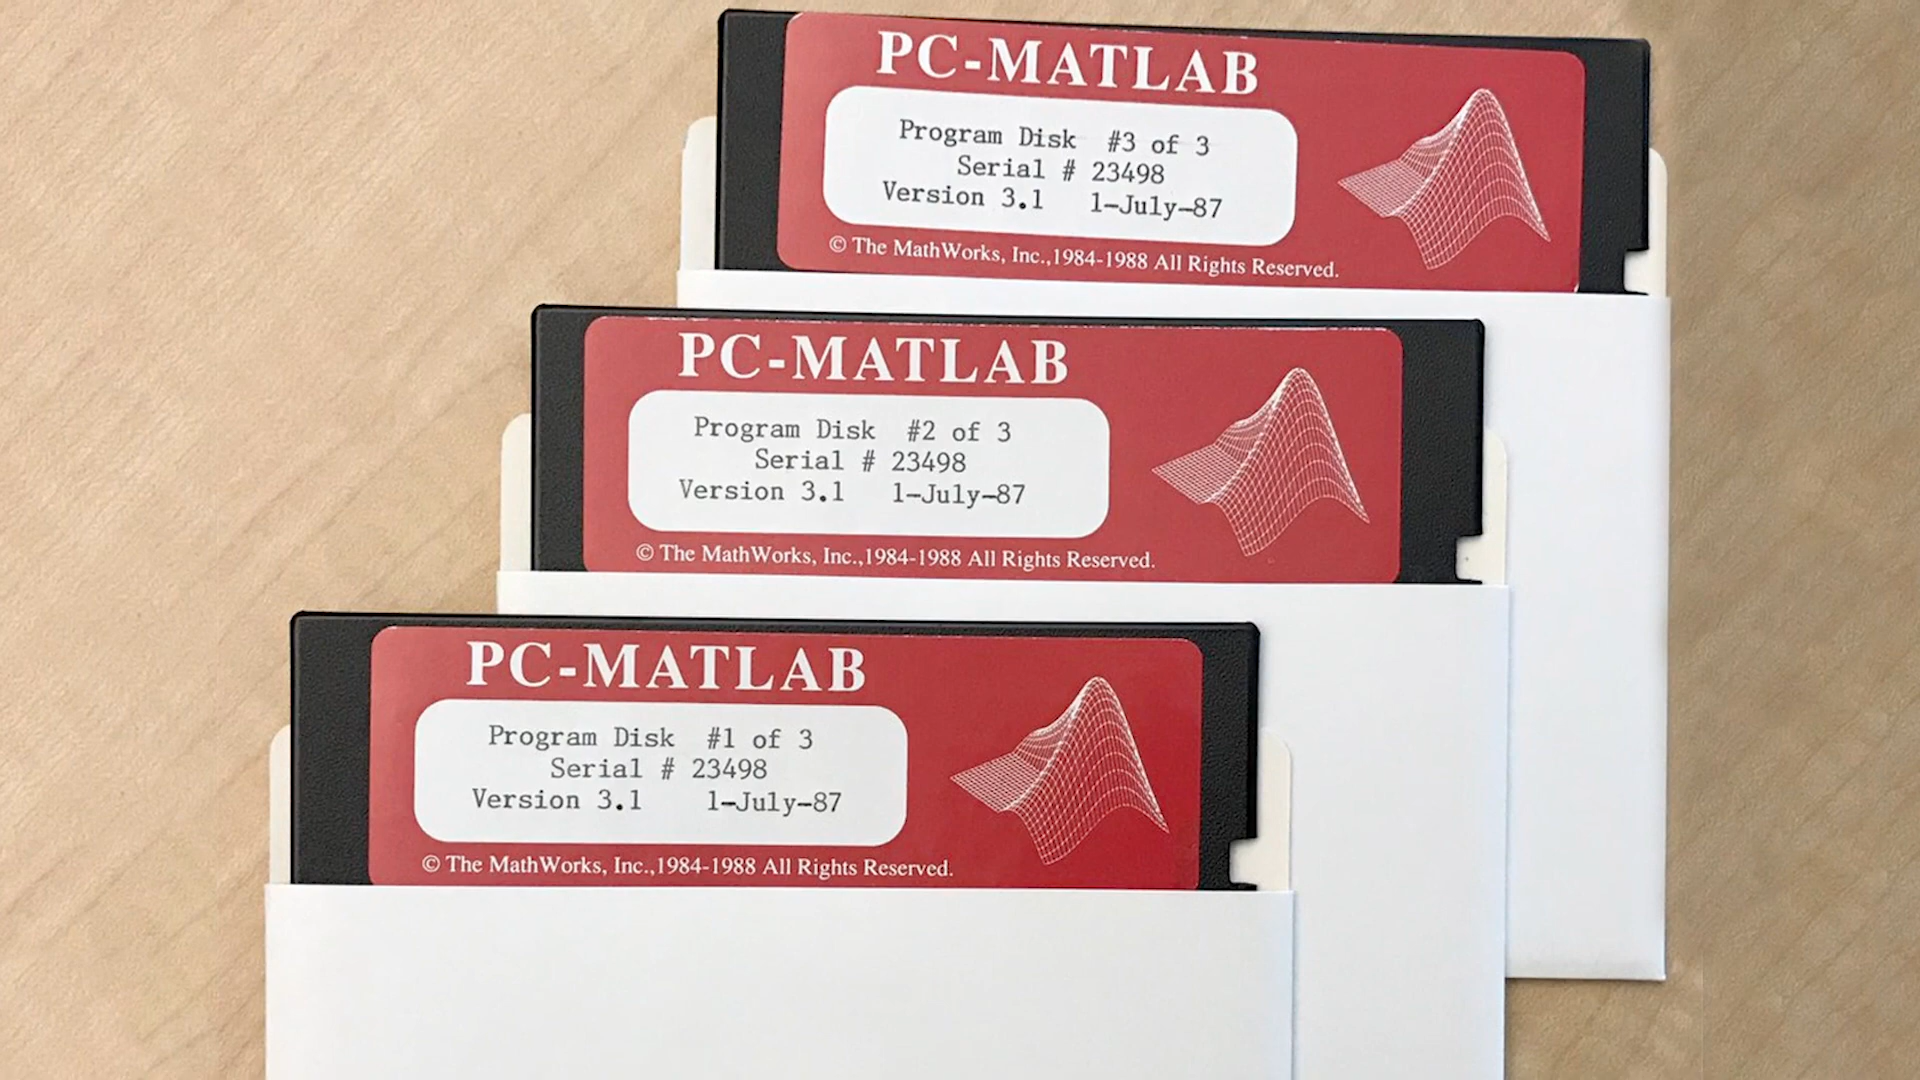 PC-MATLAB
Program Disk #3 of 3
Serial # 23498
Version 3.1 1-July-87
© The MathWorks, Inc.,1984-1988 All Rights Reserved.
PC-MATLAB
Program Disk #2 of 3
Serial # 23498
Version 3.1 1-July-87
© The MathWorks, Inc.,1984-1988 All Rights Reserved.
PC-MATLAB
Program Disk #1 of 3
Serial # 23498
Version 3.1 1-July-87
© The MathWorks, Inc.,1984-1988 All Rights Reserved.